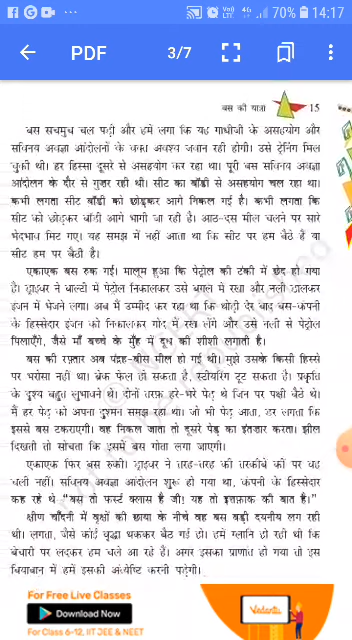 14:17
70%
PDF
3/7
बस की यात्रा
15
बस सचमुच चल पड़ी और हमें लगा कि यह गांधीजी के असहयोग और
सविनय अवज्ञा आंदोलनों के वक्त अवश्य जवान रही होगी। उसे ट्रेनिंग मिल
चुकी थी। हर हिस्सा दूसरे से असहयोग कर रहा था। पूरी बस सविनय अवज्ञा
आंदोलन के दौर से गुज़र रही थी। सीट का बॉडी से असहयोग चल रहा था।
कभी लगता सीट बॉडी को छोड़कर आगे निकल गई है। कभी लगता कि
सीट को छोड़कर बॉडी आगे भागी जा रही है। आठ-दस मील चलने पर सारे
भेदभाव मिट गए। यह समझ में नहीं आता था कि सीट पर हम बैठे हैं या
सीट हम पर बैठी है।
एकाएक बस रुक गई। मालूम हुआ कि पेट्रोल की टंकी में छेद हो गया
है। ड्राइवर ने बाल्टी में पेट्रोल निकालकर उसे बगल में रखा और नली डालकर
इंजन में भेजने लगा। अब मैं उम्मीद कर रहा था कि थोड़ी देर बाद बस-कंपनी
के हिस्सेदार इंजन को निकालकर गोद में रख लेंगे और उसे नली से पेट्रोल
पिलाएँगे, जैसे माँ बच्चे के मुँह में दूध की शीशी लगाती है।
बस की रफ़्तार अब पंद्रह-बीस मील हो गई थी। मुझे उसके किसी हिस्से
पर भरोसा नहीं था। ब्रेक फेल हो सकता है, स्टीयरिंग टूट सकता है। प्रकृति
के दृश्य बहुत लुभावने थे। दोनों तरफ़ हरे-भरे पेड़ थे जिन पर पक्षी बैठे थे।
मैं हर पेड़ को अपना दुश्मन समझ रहा था। जो भी पेड़ आता, डर लगता कि
इससे बस टकराएगी। वह निकल जाता तो दूसरे पेड़ का इंतज़ार करता। झील
दिखती तो सोचता कि इसमें बस गोता लगा जाएगी।
एकाएक फिर बस रुकी। ड्राइवर ने तरह-तरह की तरकीबें कीं पर वह
चली नहीं। सविनय अवज्ञा आंदोलन शुरू हो गया था, कंपनी के हिस्सेदार
कह रहे थे "बस तो फर्स्ट क्लास है जी! यह तो इत्तफ़ाक की बात है।"
क्षीण चाँदनी में वृक्षों की छाया के नीचे वह बस बड़ी दयनीय लग रही
थी। लगता, जैसे कोई वृद्धा थककर बैठ गई हो। हमें ग्लानि हो रही थी कि
बेचारी पर लदकर हम चले आ रहे हैं। अगर इसका प्राणांत हो गया तो इस
बियाबान में हमें इसकी अंत्येष्टि करनी पड़ेगी।
For Free Live Classes
Download Now
For Class 6-12, IIT JEE & NEET
Vedantu